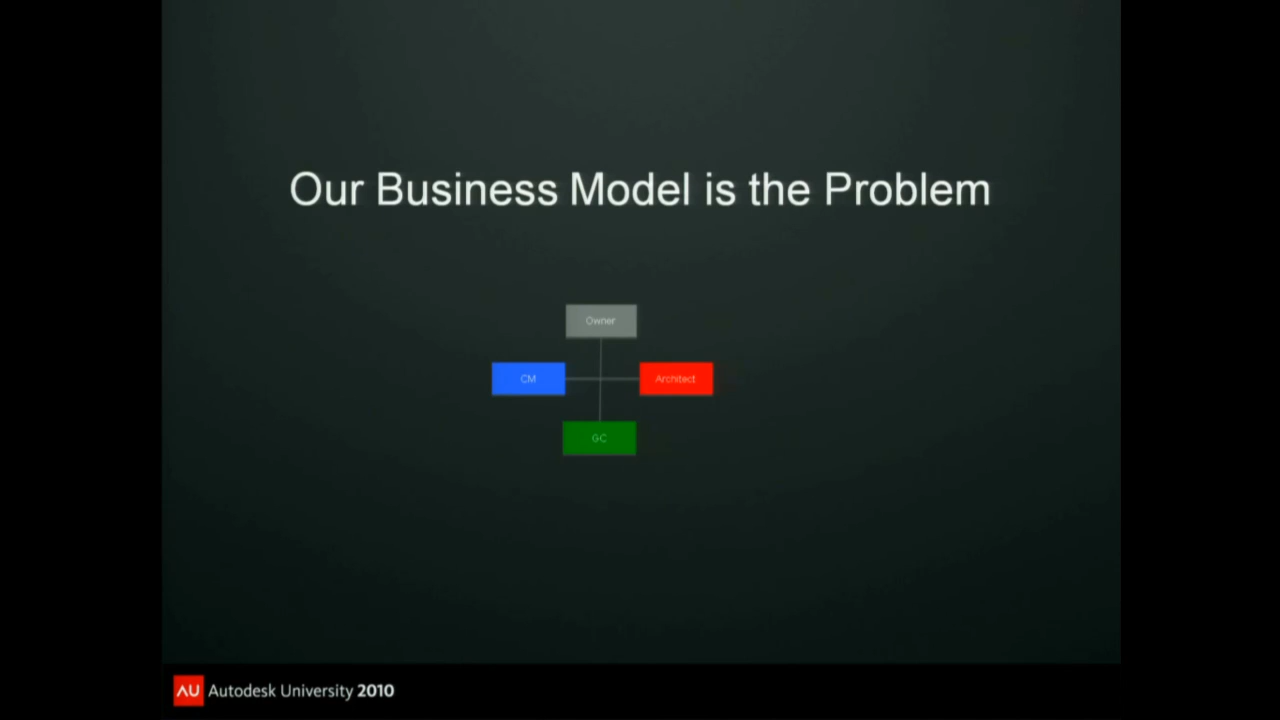 Our Business Model is the Problem
Owner
CM
Architect
GC
AU Autodesk University 2010